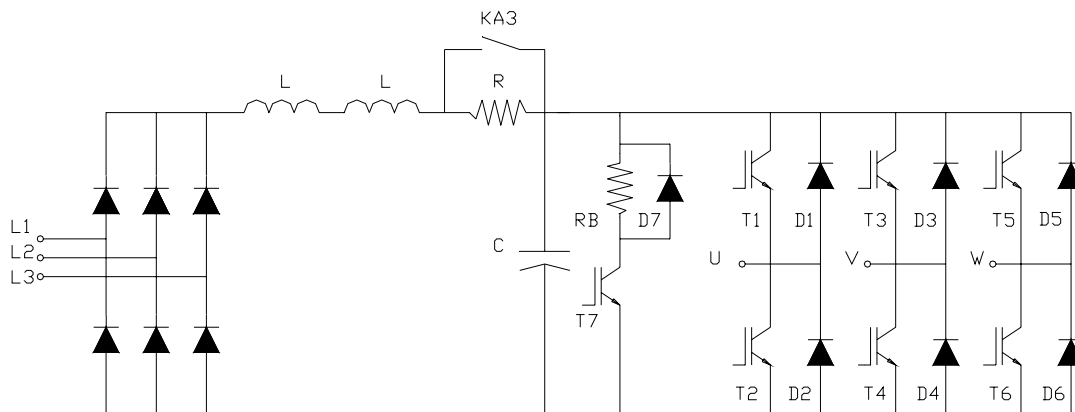 KA3
L
L
R
L1
L2
L3
C
RB
D7
T7
T1
D1
T3
D3
T5
D5
U
V
W
T2
D2
T4
D4
T6
D6